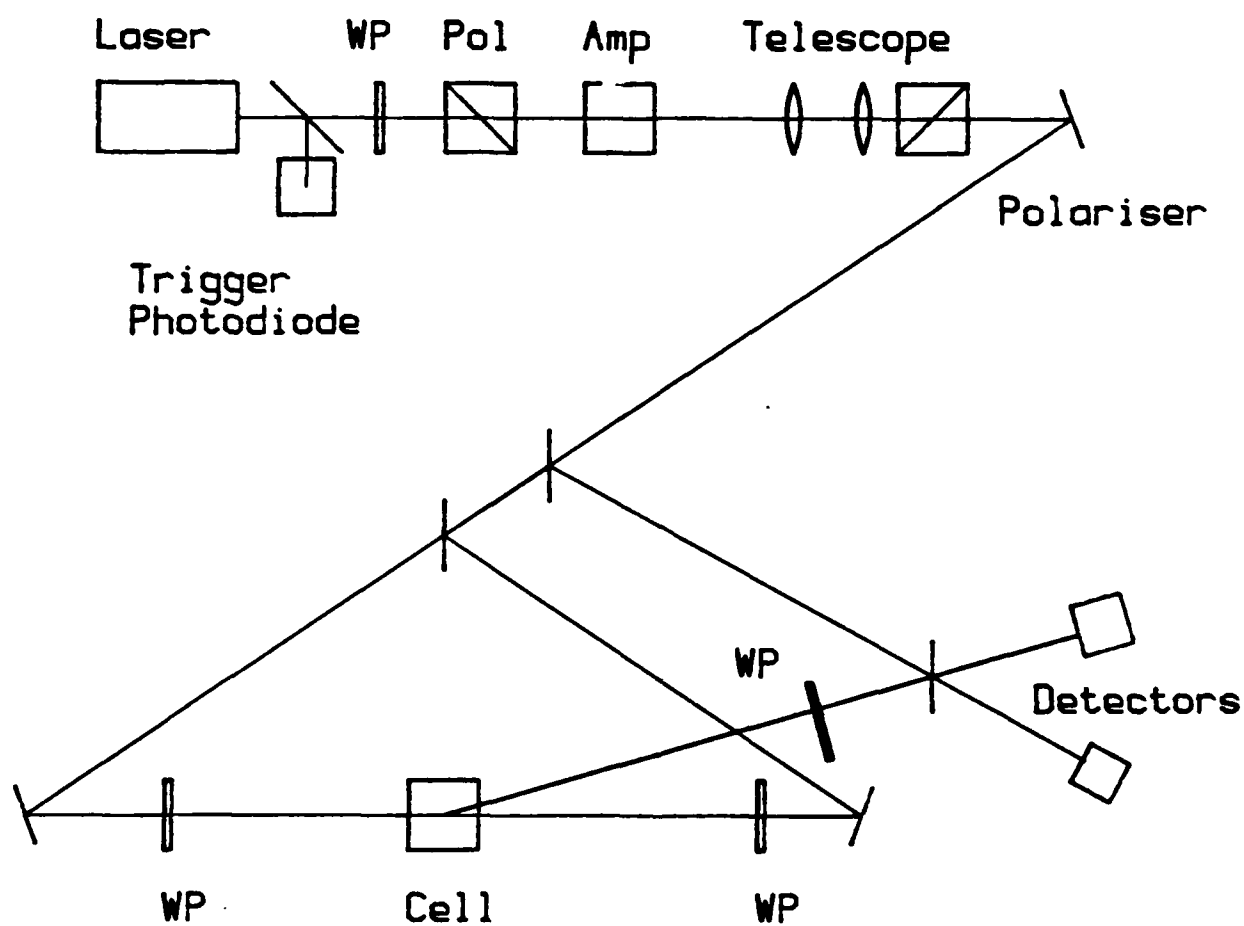 Laser
WP
Pol
Amp
Telescope
Polariser
Trigger
Photodiode
WP
Detectors
WP
Cell
WP